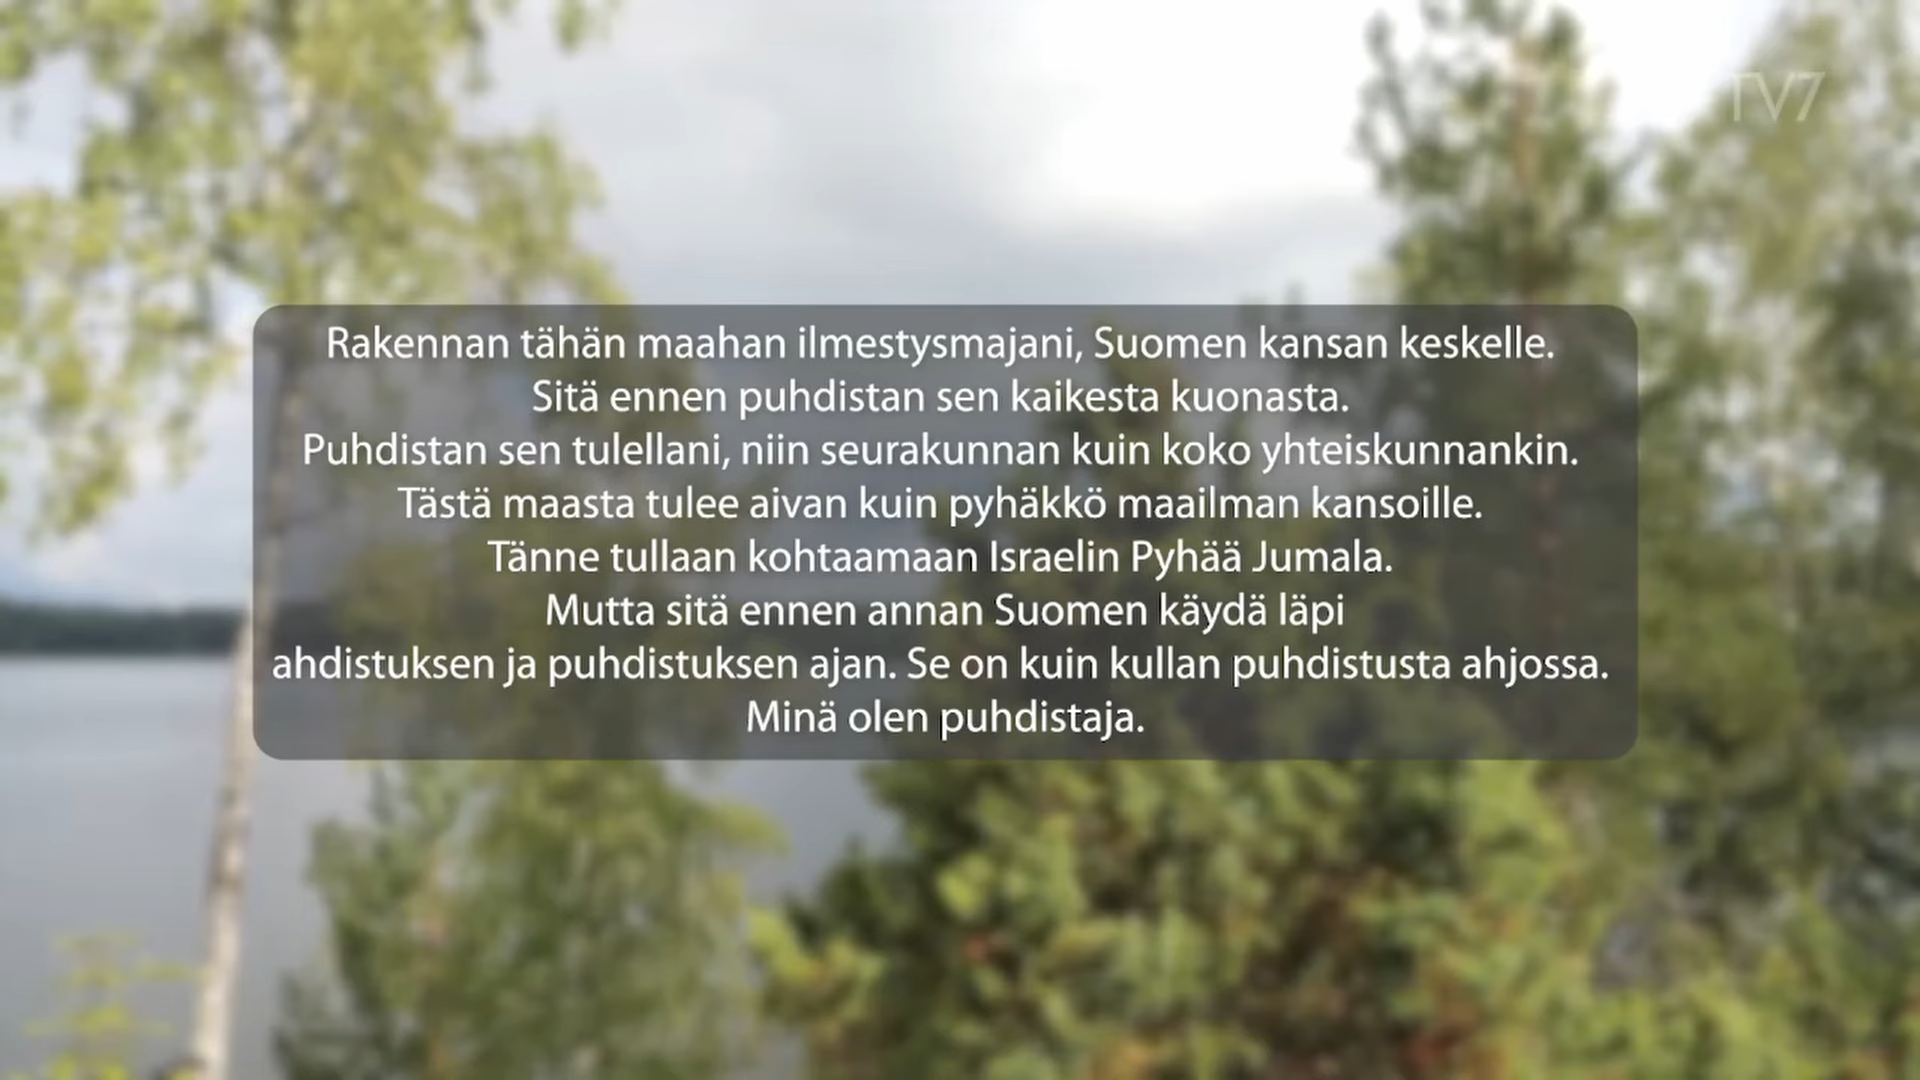 TV7
Rakennan tähän maahan ilmestysmajani, Suomen kansan keskelle.
Sitä ennen puhdistan sen kaikesta kuonasta.
Puhdistan sen tulellani, niin seurakunnan kuin koko yhteiskunnankin.
Tästä maasta tulee aivan kuin pyhäkkö maailman kansoille.
Tänne tullaan kohtaamaan Israelin Pyhää Jumala.
Mutta sitä ennen annan Suomen käydä läpi
ahdistuksen ja puhdistuksen ajan. Se on kuin kullan puhdistusta ahjossa.
Minä olen puhdistaja.